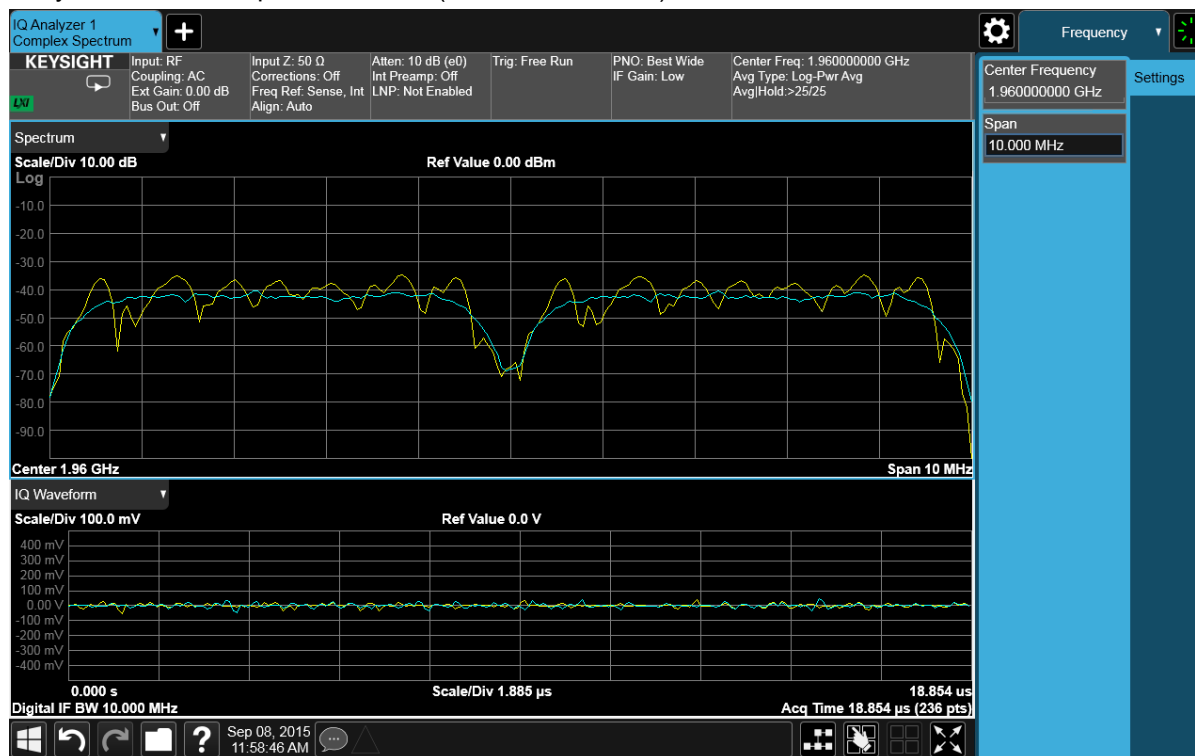 IQ Analyzer 1
Complex Spectrum
Frequency
KEYSIGHT
LXI
Input: RF
Coupling: AC
Ext Gain: 0.00 dB
Bus Out: Off
Input Z: 50 Ω
Corrections: Off
Freq Ref: Sense, Int
Align: Auto
Atten: 10 dB (e0)
Int Preamp: Off
LNP: Not Enabled
Trig: Free Run
PNO: Best Wide
IF Gain: Low
Center Freq: 1.960000000 GHz
Avg Type: Log-Pwr Avg
Avg|Hold:>25/25
Center Frequency
1.960000000 GHz
Settings
Span
10.000 MHz
Spectrum
Scale/Div 10.00 dB
Ref Value 0.00 dBm
Log
-10.0
-20.0
-30.0
-40.0
-50.0
-60.0
-70.0
-80.0
-90.0
Center 1.96 GHz
Span 10 MHz
IQ Waveform
Scale/Div 100.0 mV
Ref Value 0.0 V
400 mV
300 mV
200 mV
100 mV
0.00 V
-100 mV
-200 mV
-300 mV
-400 mV
0.000 s
Scale/Div 1.885 µs
18.854 us
Digital IF BW 10.000 MHz
Acq Time 18.854 µs (236 pts)
?
Sep 08, 2015
11:58:46 AM